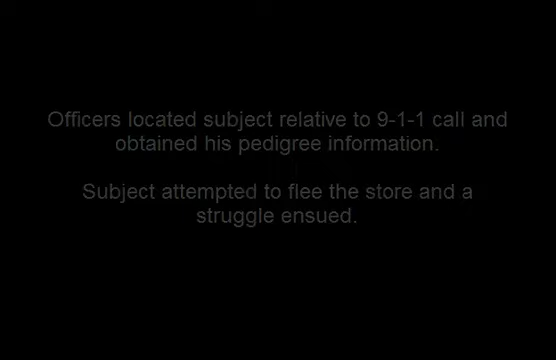 Officers located subject relative to 9-1-1 call and
obtained his pedigree information.
Subject attempted to flee the store and a
struggle ensued.